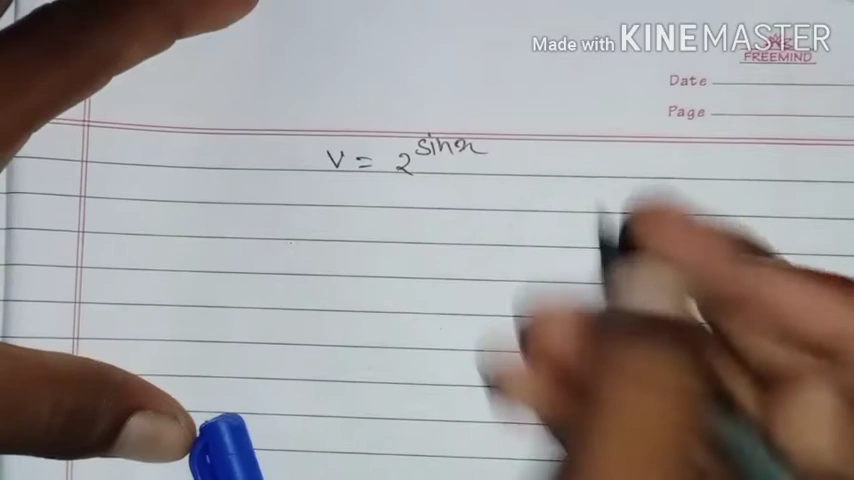 Made with KINEMASTER
FREEMIND
Date
Page
v = 2^sinx